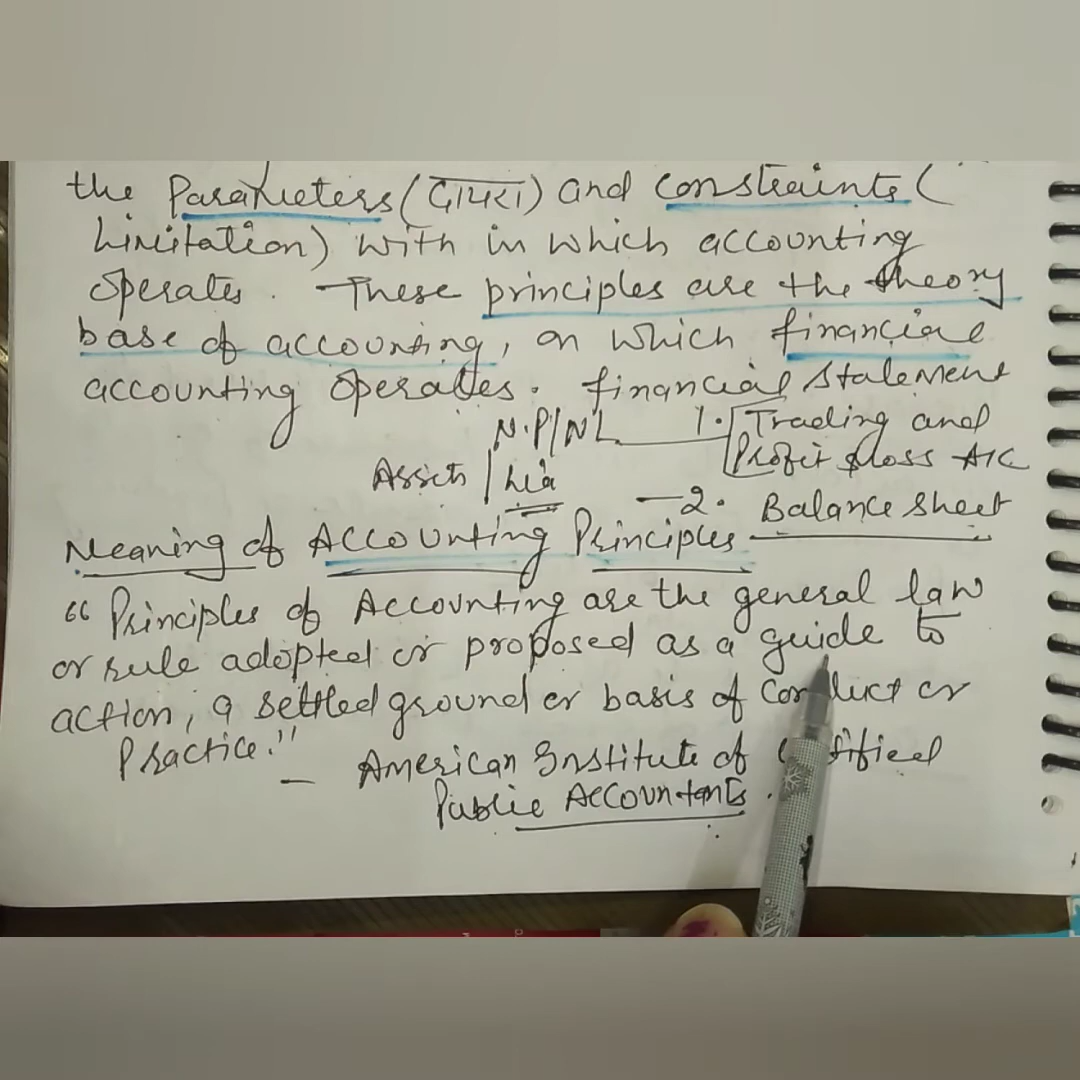 the Parameters (दायरा) and constraints (
Limitation) with in which accounting
operates. These principles are the theory
base of accounting, on which financial
accounting operates. financial statement
N.P/NL 1. Trading and
Profit & loss A/C
Assets / Lia
2. Balance sheet
Meaning of Accounting Principles
"Principles of Accounting are the general law
or rule adopted or proposed as a guide to
action, a settled ground or basis of conduct or
Practice."
- American Institute of Certified
Public Accountants.